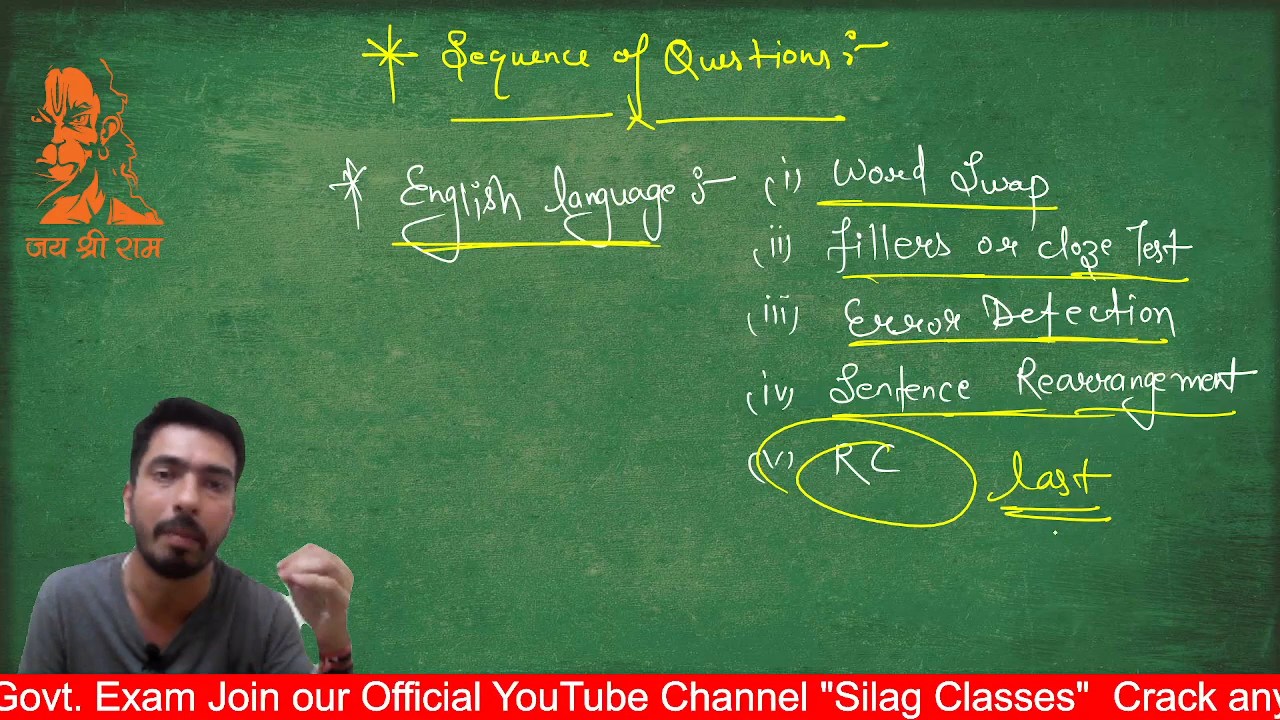 * Sequence of Questions :-
* English language :- (i) Word Swap
(ii) fillers or cloze Test
(iii) Error Detection
(iv) Sentence Rearrangement
(v) RC last
जय श्री राम
Govt. Exam Join our Official YouTube Channel "Silag Classes" Crack any